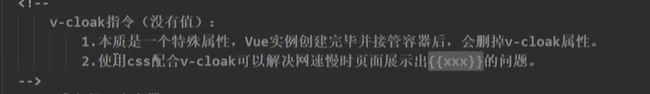 <!--
v-cloak指令（没有值）：
1.本质是一个特殊属性，Vue实例创建完毕并接管容器后，会删掉v-cloak属性。
2.使用css配合v-cloak可以解决网速慢时页面展示出{{xxx}}的问题。
-->